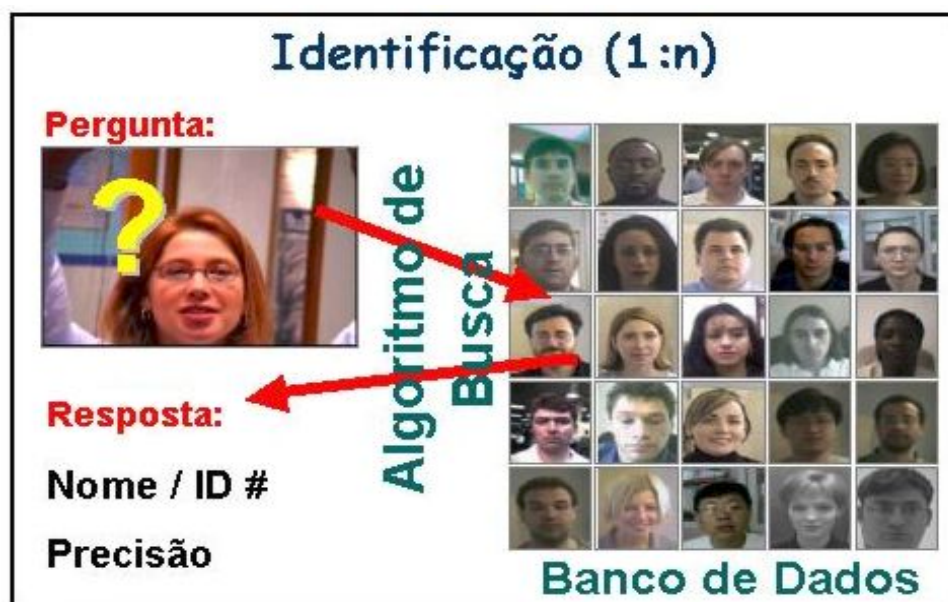 Identificação (1:n)
Pergunta:
?
Algoritmo de
Busca
Resposta:
Nome / ID #
Precisão
Banco de Dados